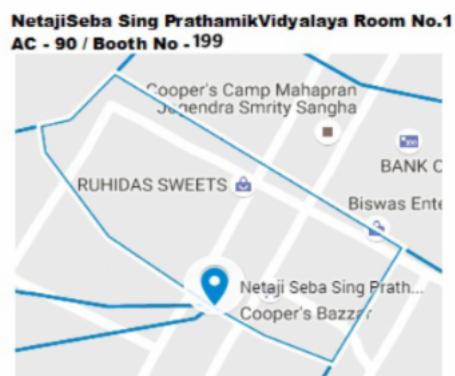 NetajiSeba Sing PrathamikVidyalaya Room No.1
AC - 90 / Booth No - 199
Cooper's Camp Mahapran
Jogendra Smrity Sangha
BANK O
RUHIDAS SWEETS
Biswas Ente
Netaji Seba Sing Prath...
Cooper's Bazzar